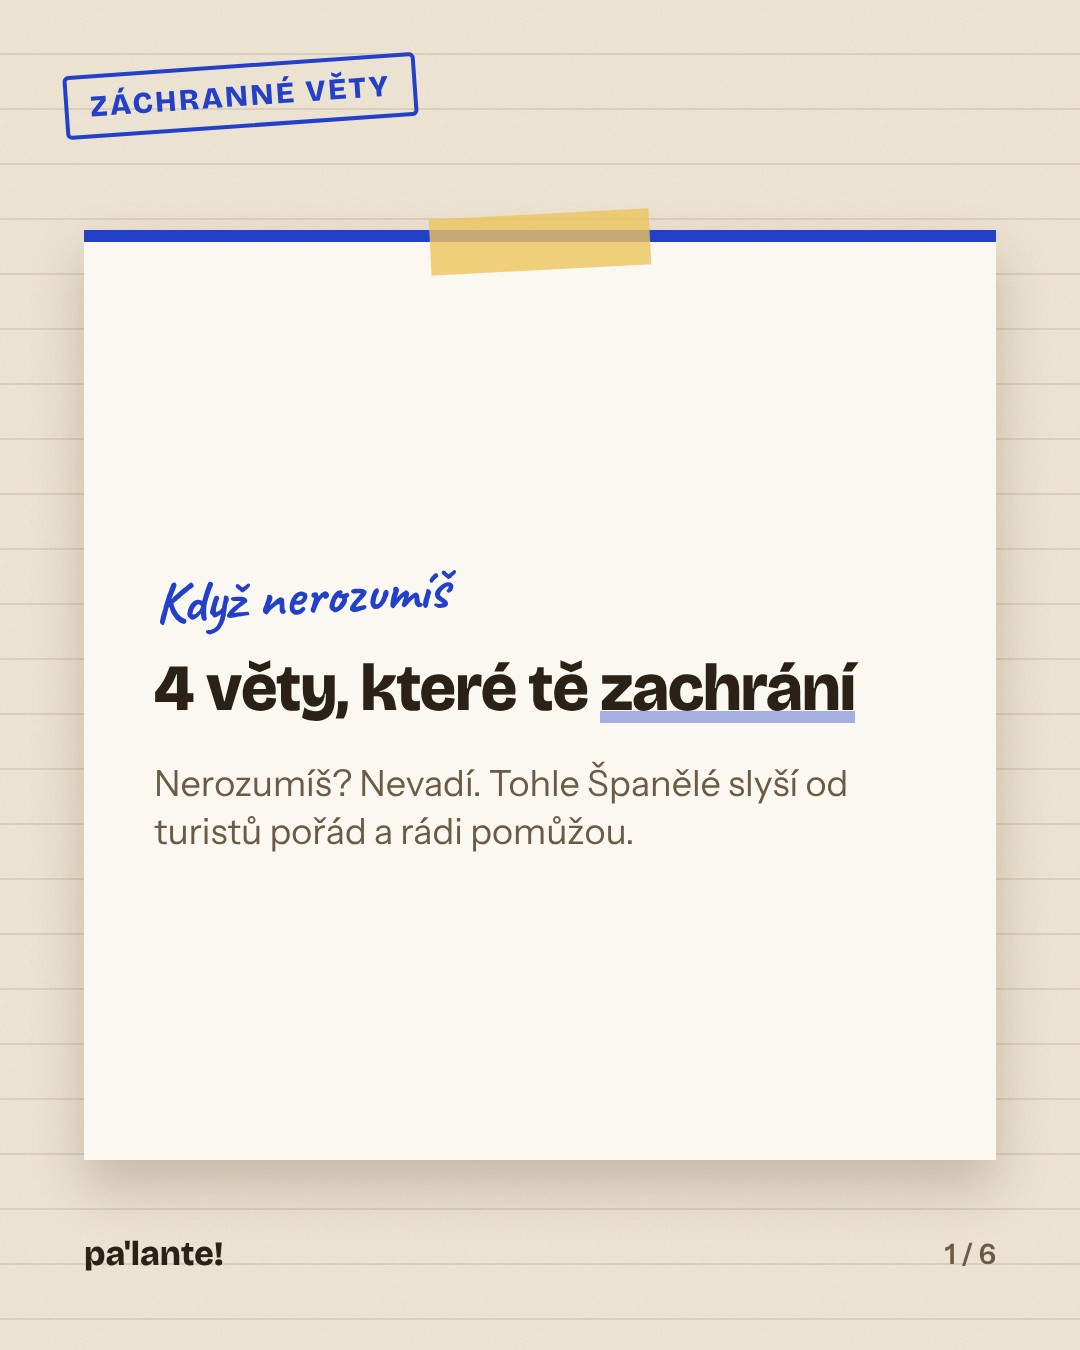 ZÁCHRANNÉ VĚTY
Když nerozumíš
4 věty, které tě zachrání
Nerozumíš? Nevadí. Tohle Španělé slyší od
turistů pořád a rádi pomůžou.
pa'lante!
1 / 6